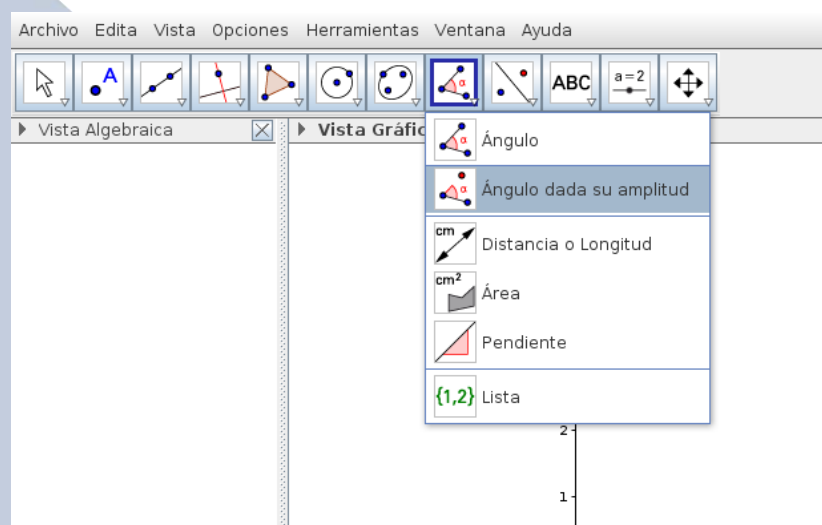 Archivo Edita Vista Opciones Herramientas Ventana Ayuda
A α ABC a=2
Vista Algebraica Vista Gráfic
α Ángulo
α Ángulo dada su amplitud
cm Distancia o Longitud
cm² Área
Pendiente
{1,2} Lista
2
1